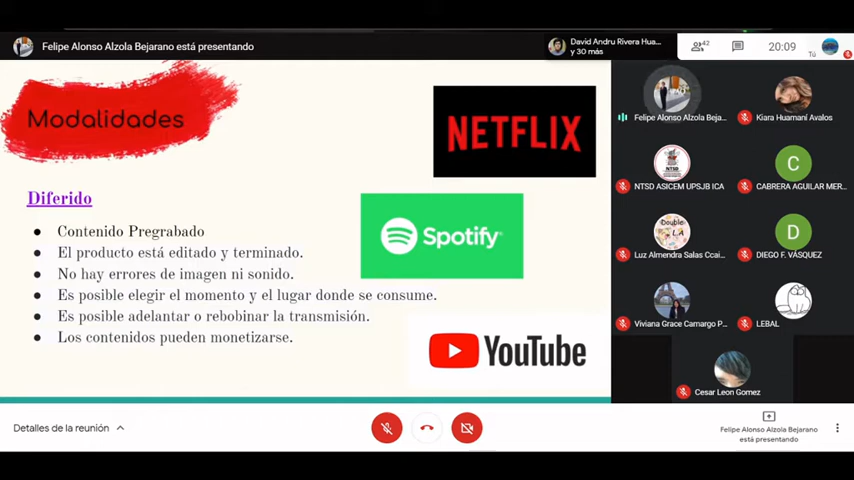 Felipe Alonso Alzola Bejarano está presentando
David Andru Rivera Hua...
y 30 más
42
20:09
Tú
Modalidades
NETFLIX
Diferido
Contenido Pregrabado
El producto está editado y terminado.
No hay errores de imagen ni sonido.
Es posible elegir el momento y el lugar donde se consume.
Es posible adelantar o rebobinar la transmisión.
Los contenidos pueden monetizarse.
Spotify
YouTube
Felipe Alonso Alzola Beja...
Kiara Huamaní Avalos
NTSD
NTSD ASICEM UPSJB ICA
C
CABRERA AGUILAR MER...
Double
LA
Luz Almendra Salas Ccai...
D
DIEGO F. VÁSQUEZ
Viviana Grace Camargo P...
LEBAL
Cesar Leon Gomez
Detalles de la reunión
Felipe Alonso Alzola Bejarano
está presentando